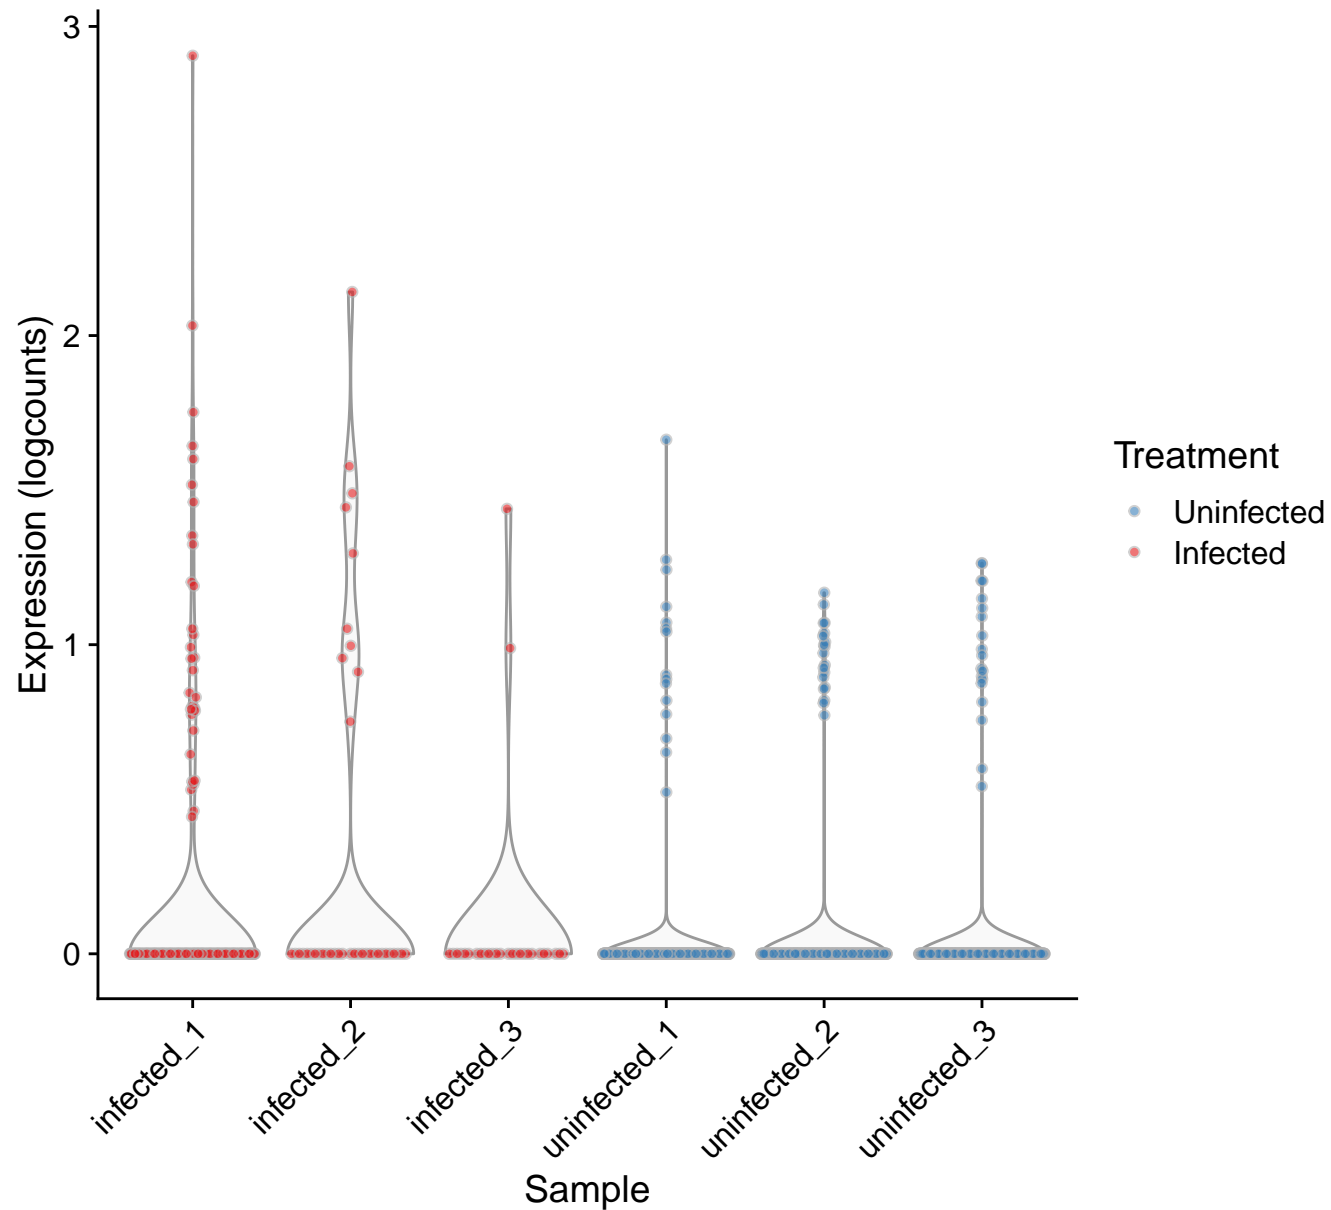 3
2
1
0
Expression (logcounts)
infected_1
infected_2
infected_3
uninfected_1
uninfected_2
uninfected_3
Sample
Treatment
Uninfected
Infected